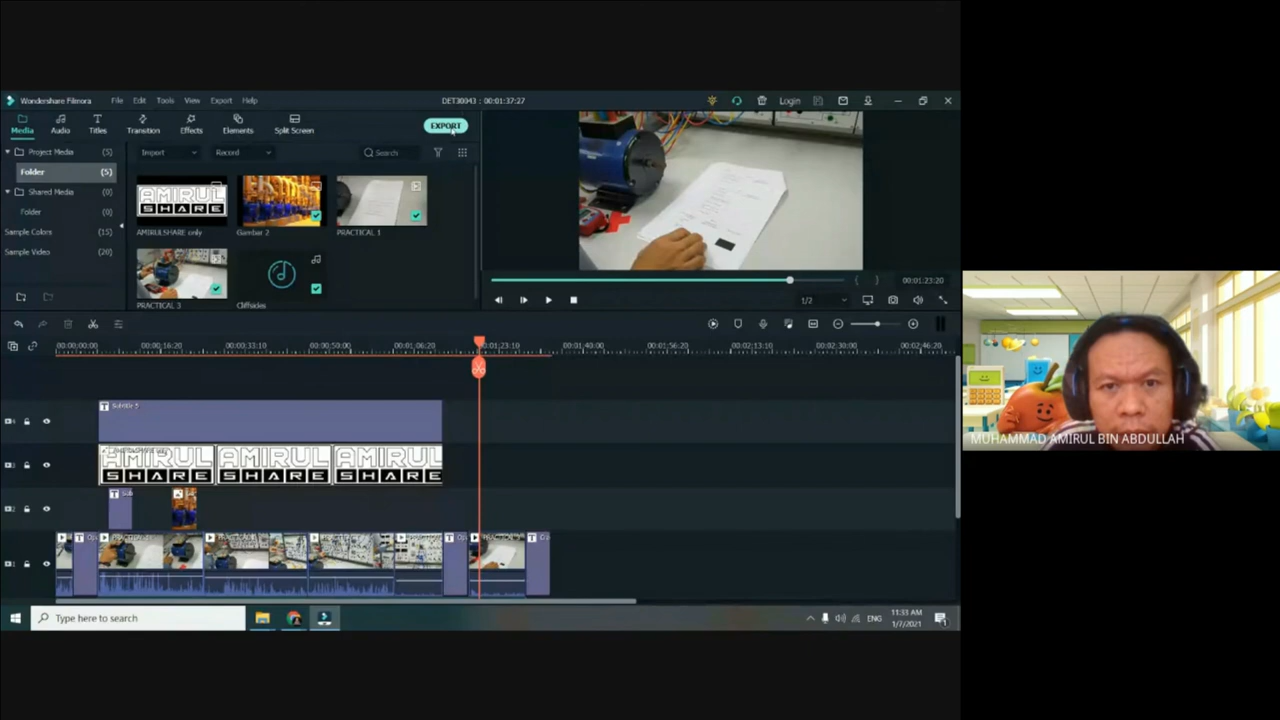 Wondershare Filmora File Edit Tools View Export Help DET30043 : 00:01:37:27 Login
Media Audio Titles Transition Effects Elements Split Screen EXPORT
Project Media (5) Import Record Search
Folder (5)
Shared Media (0)
Folder (0)
Sample Colors (15)
Sample Video (20)
AMIRUL
SHARE
AMIRULSHARE only Gambar 2 PRACTICAL 1
PRACTICAL 3 Cliffsides
00:01:23:20
1/2
00:00:00:00 00:00:16:20 00:00:33:10 00:00:50:00 00:01:06:20 00:01:23:10 00:01:40:00 00:01:56:20 00:02:13:10 00:02:30:00 00:02:46:20
Subtitle 5
AMIRUL AMIRUL AMIRUL
SHARE SHARE SHARE
Type here to search
ENG
11:33 AM
1/7/2021
MUHAMMAD AMIRUL BIN ABDULLAH